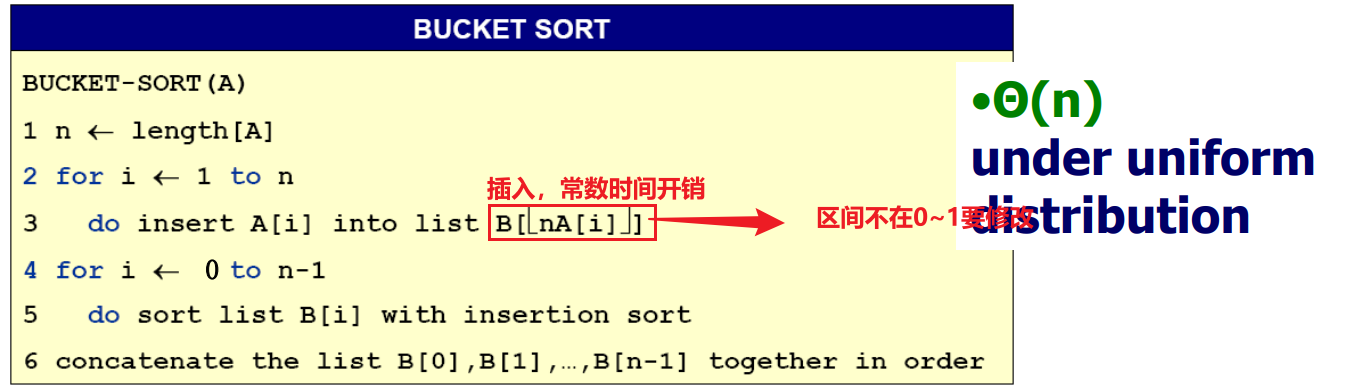 BUCKET SORT
BUCKET-SORT(A)
1 n ← length[A]
2 for i ← 1 to n
插入，常数时间开销
3 do insert A[i] into list B[⌊nA[i]⌋]
区间不在0~1要修改
4 for i ← 0 to n-1
5 do sort list B[i] with insertion sort
6 concatenate the list B[0],B[1],…,B[n-1] together in order
•Θ(n)
under uniform
distribution